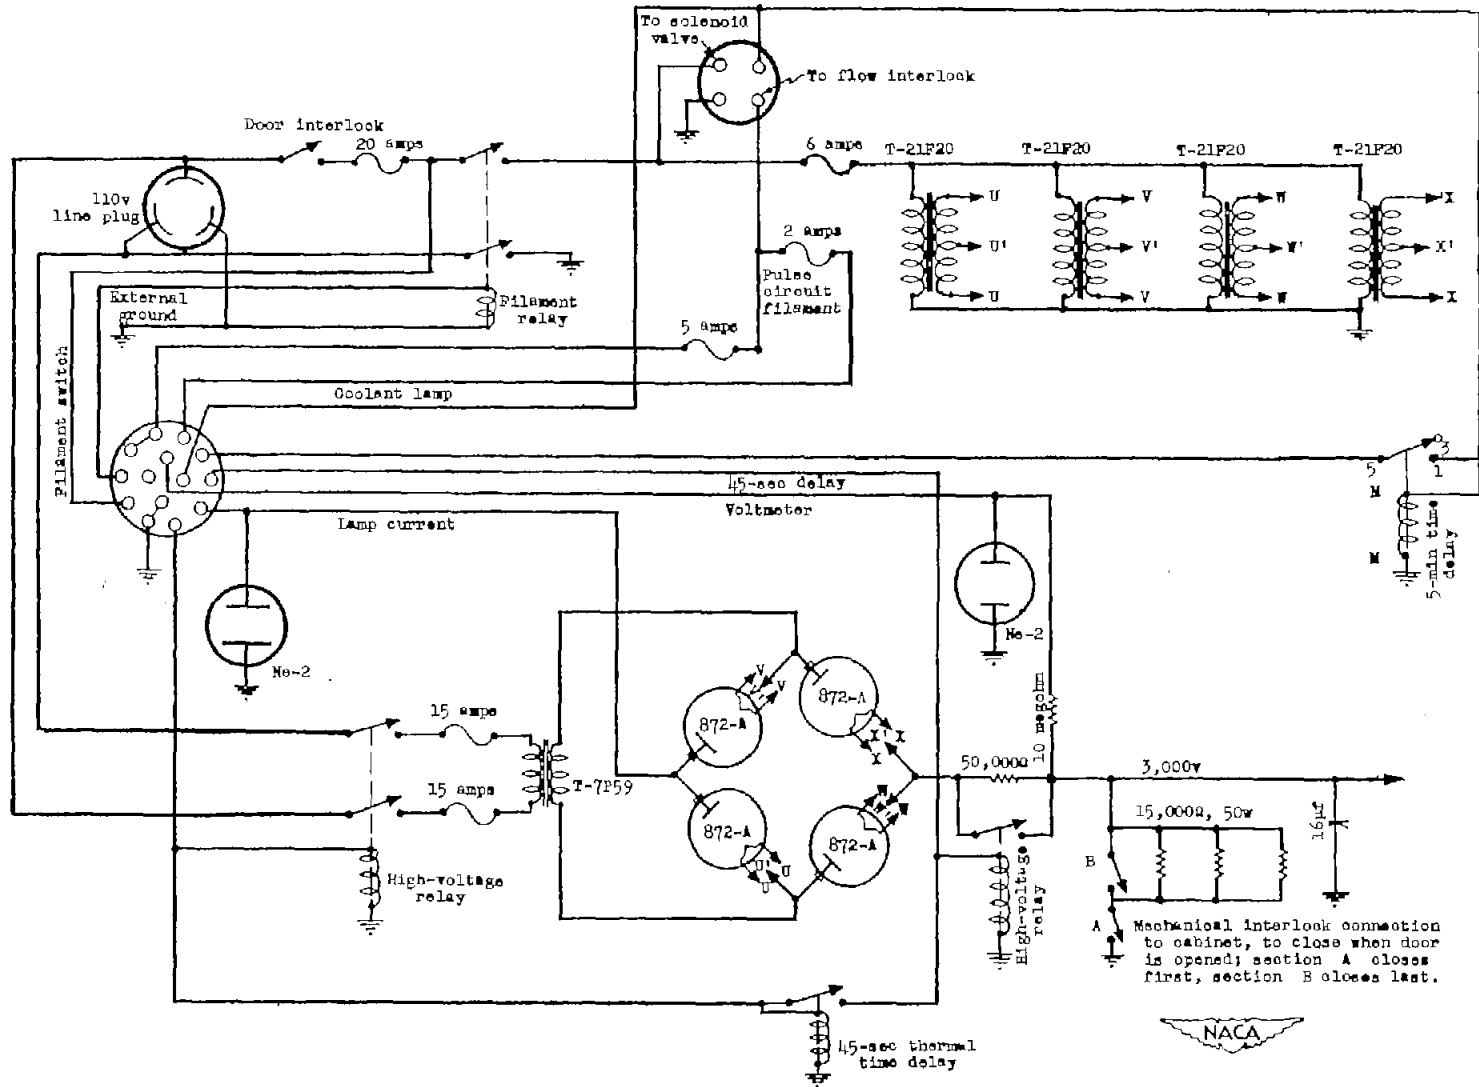 To solenoid
valve
To flow interlock
Door interlock
20 amps
6 amps
T-21F20
T-21F20
T-21F20
T-21F20
110v
line plug
U
U'
U
V
V'
V
W
W'
W
X
X'
X
2 amps
Pulse
circuit
filament
External
ground
Filament
relay
5 amps
Filament switch
Coolant lamp
3
5
1
M
M
5-min time
delay
45-sec delay
Voltmeter
Lamp current
Ne-2
Ne-2
15 amps
15 amps
T-7P59
High-voltage
relay
872-A
872-A
872-A
872-A
V
V'
V
X' X
X
U' U
U
W
W'
W
10 megohm
50,000Ω
3,000v
15,000Ω, 50w
16μf
High-voltage
relay
B
A
Mechanical interlock connection
to cabinet, to close when door
is opened; section A closes
first, section B closes last.
45-sec thermal
time delay
NACA